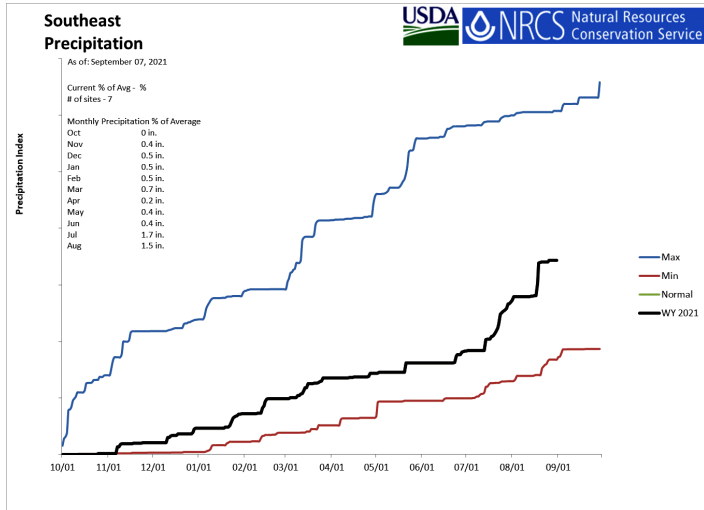 Southeast
Precipitation
USDA
NRCS
Natural Resources
Conservation Service
As of: September 07, 2021
Current % of Avg - %
# of sites - 7
Monthly Precipitation % of Average
Oct 0 in.
Nov 0.4 in.
Dec 0.5 in.
Jan 0.5 in.
Feb 0.5 in.
Mar 0.7 in.
Apr 0.2 in.
May 0.4 in.
Jun 0.4 in.
Jul 1.7 in.
Aug 1.5 in.
Precipitation Index
Max
Min
Normal
WY 2021
10/01 11/01 12/01 01/01 02/01 03/01 04/01 05/01 06/01 07/01 08/01 09/01